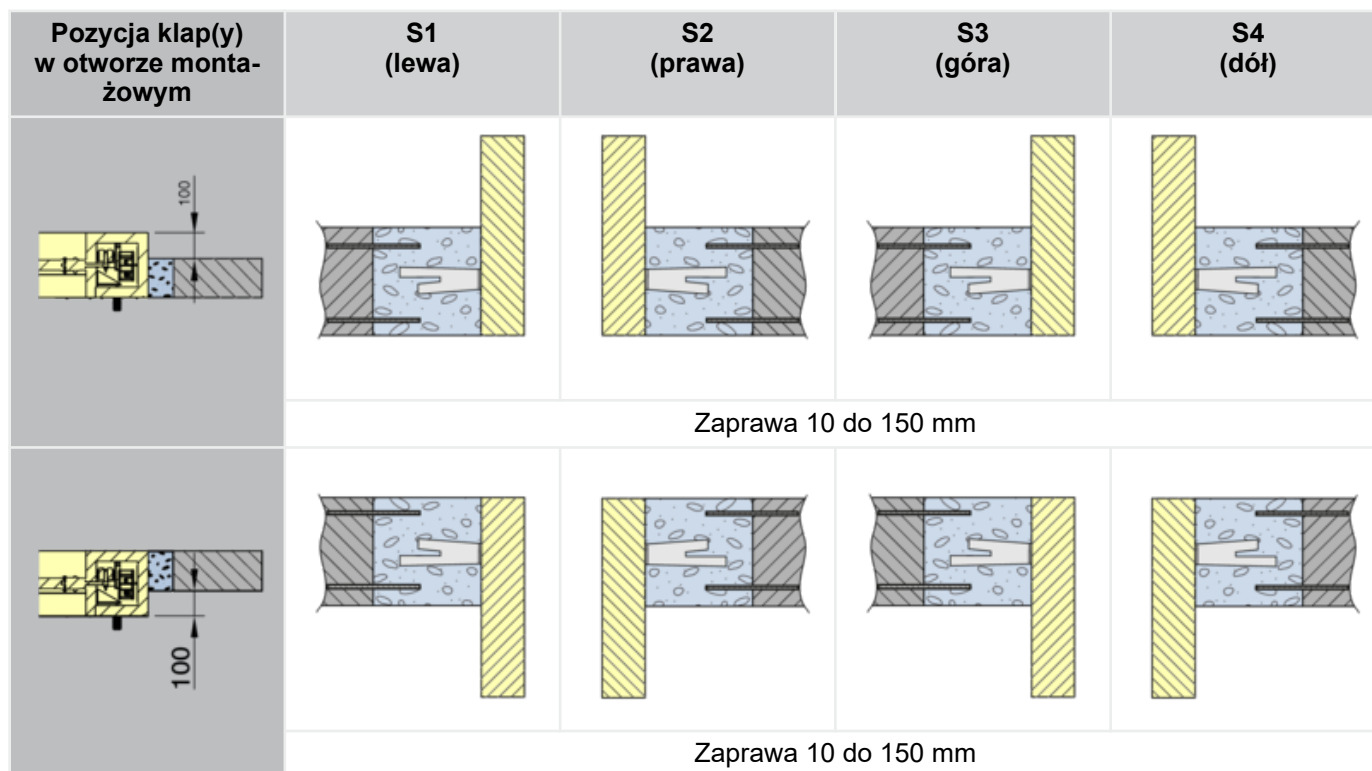 Pozycja klap(y)
w otworze monta-
żowym
S1
(lewa)
S2
(prawa)
S3
(góra)
S4
(dół)
100
Zaprawa 10 do 150 mm
100
Zaprawa 10 do 150 mm